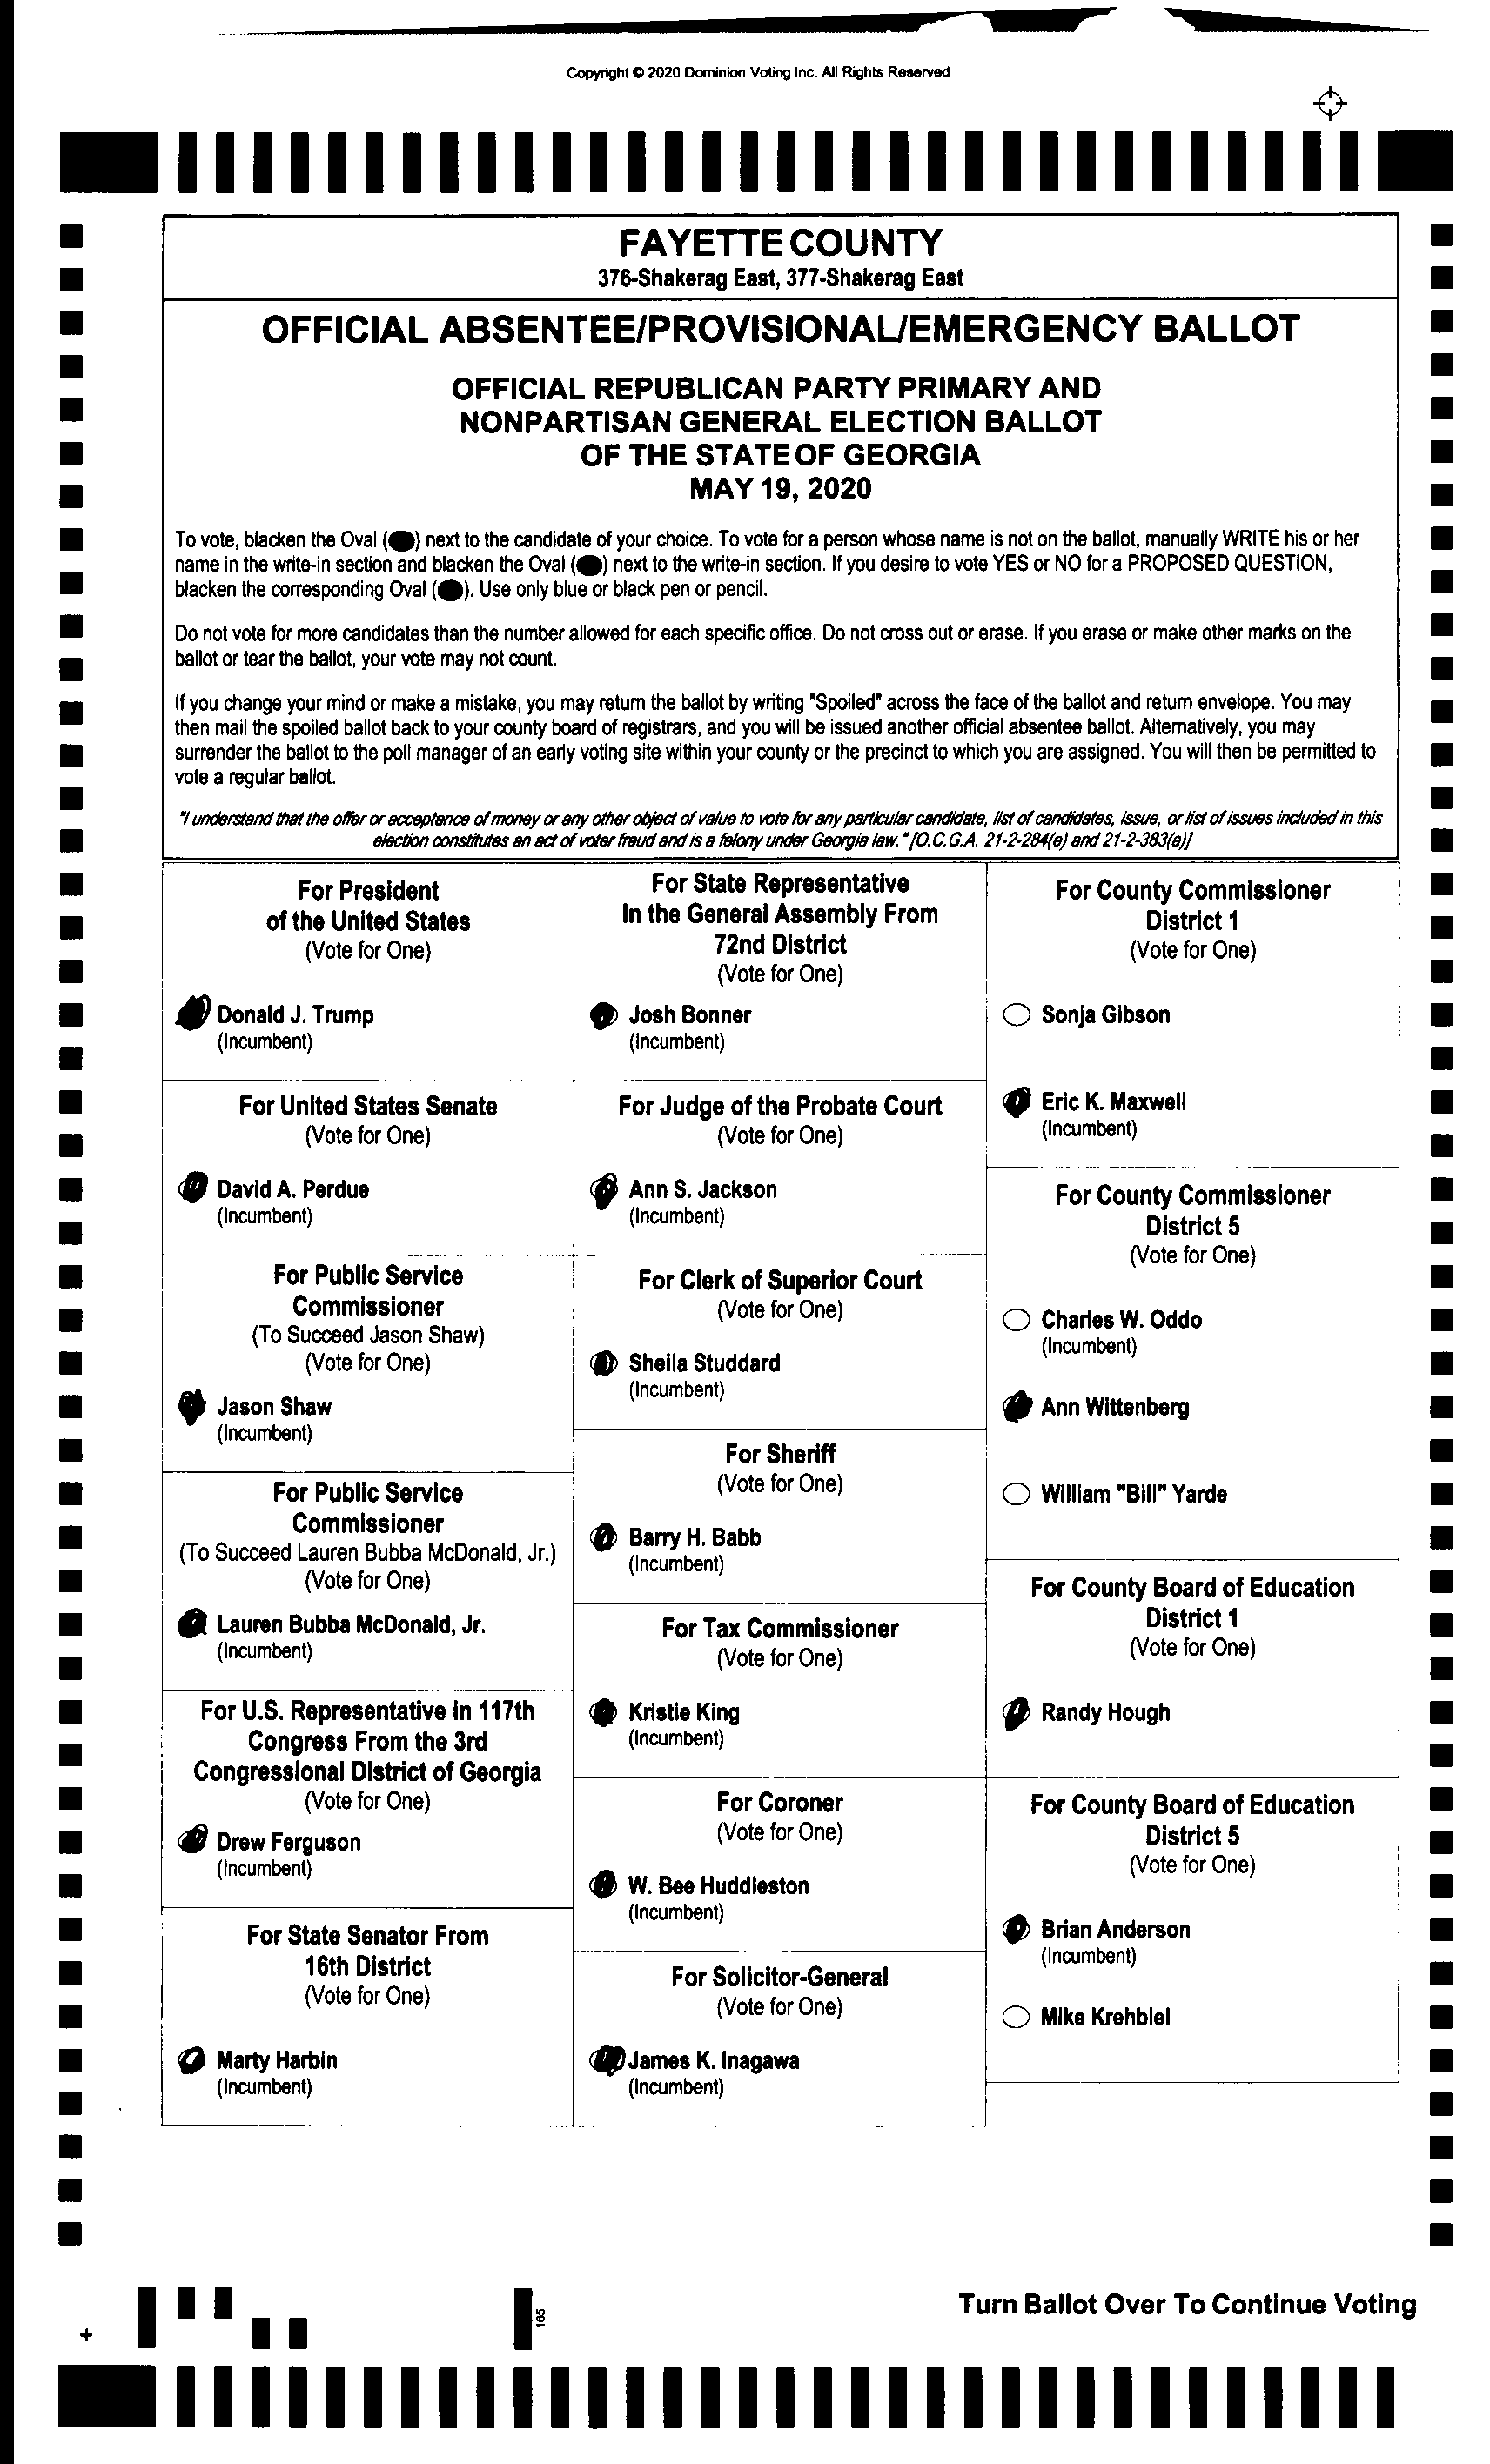 Copyright © 2020 Dominion Voting Inc. All Rights Reserved
FAYETTE COUNTY
376-Shakerag East, 377-Shakerag East
OFFICIAL ABSENTEE/PROVISIONAL/EMERGENCY BALLOT
OFFICIAL REPUBLICAN PARTY PRIMARY AND
NONPARTISAN GENERAL ELECTION BALLOT
OF THE STATE OF GEORGIA
MAY 19, 2020
To vote, blacken the Oval ( ) next to the candidate of your choice. To vote for a person whose name is not on the ballot, manually WRITE his or her
name in the write-in section and blacken the Oval ( ) next to the write-in section. If you desire to vote YES or NO for a PROPOSED QUESTION,
blacken the corresponding Oval ( ). Use only blue or black pen or pencil.
Do not vote for more candidates than the number allowed for each specific office. Do not cross out or erase. If you erase or make other marks on the
ballot or tear the ballot, your vote may not count.
If you change your mind or make a mistake, you may return the ballot by writing "Spoiled" across the face of the ballot and return envelope. You may
then mail the spoiled ballot back to your county board of registrars, and you will be issued another official absentee ballot. Alternatively, you may
surrender the ballot to the poll manager of an early voting site within your county or the precinct to which you are assigned. You will then be permitted to
vote a regular ballot.
"I understand that the offer or acceptance of money or any other object of value to vote for any particular candidate, list of candidates, issue, or list of issues included in this
election constitutes an act of voter fraud and is a felony under Georgia law. "[O.C.G.A. 21-2-284(e) and 21-2-383(a)]
For President
of the United States
(Vote for One)
Donald J. Trump
(Incumbent)
For United States Senate
(Vote for One)
David A. Perdue
(Incumbent)
For Public Service
Commissioner
(To Succeed Jason Shaw)
(Vote for One)
Jason Shaw
(Incumbent)
For Public Service
Commissioner
(To Succeed Lauren Bubba McDonald, Jr.)
(Vote for One)
Lauren Bubba McDonald, Jr.
(Incumbent)
For U.S. Representative in 117th
Congress From the 3rd
Congressional District of Georgia
(Vote for One)
Drew Ferguson
(Incumbent)
For State Senator From
16th District
(Vote for One)
Marty Harbin
(Incumbent)
For State Representative
In the General Assembly From
72nd District
(Vote for One)
Josh Bonner
(Incumbent)
For Judge of the Probate Court
(Vote for One)
Ann S. Jackson
(Incumbent)
For Clerk of Superior Court
(Vote for One)
Sheila Studdard
(Incumbent)
For Sheriff
(Vote for One)
Barry H. Babb
(Incumbent)
For Tax Commissioner
(Vote for One)
Kristie King
(Incumbent)
For Coroner
(Vote for One)
W. Bee Huddleston
(Incumbent)
For Solicitor-General
(Vote for One)
James K. Inagawa
(Incumbent)
For County Commissioner
District 1
(Vote for One)
Sonja Gibson
Eric K. Maxwell
(Incumbent)
For County Commissioner
District 5
(Vote for One)
Charles W. Oddo
(Incumbent)
Ann Wittenberg
William "Bill" Yarde
For County Board of Education
District 1
(Vote for One)
Randy Hough
For County Board of Education
District 5
(Vote for One)
Brian Anderson
(Incumbent)
Mike Krehbiel
Turn Ballot Over To Continue Voting
165